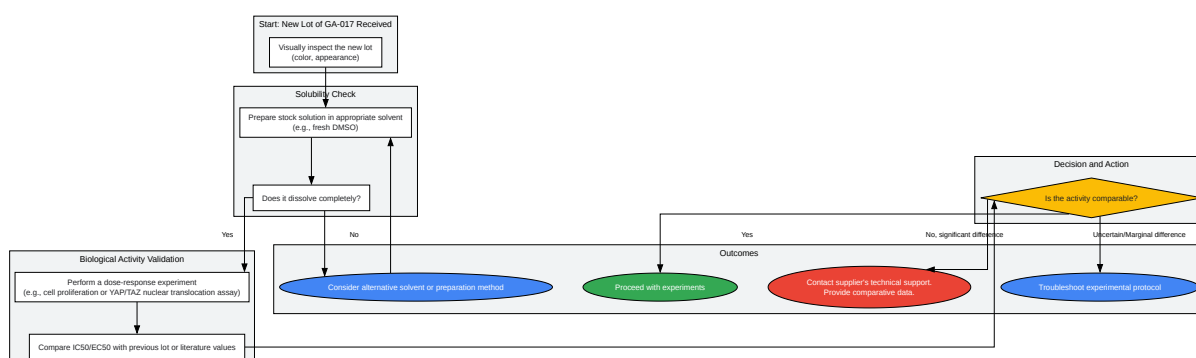 Start: New Lot of GA-017 Received
Visually inspect the new lot
(color, appearance)
Solubility Check
Prepare stock solution in appropriate solvent
(e.g., fresh DMSO)
Does it dissolve completely?
Decision and Action
Is the activity comparable?
Yes
No
Yes
No, significant difference
Uncertain/Marginal difference
Biological Activity Validation
Perform a dose-response experiment
(e.g., cell proliferation or YAP/TAZ nuclear translocation assay)
Compare IC50/EC50 with previous lot or literature values
Outcomes
Consider alternative solvent or preparation method
Proceed with experiments
Contact supplier's technical support.
Provide comparative data.
Troubleshoot experimental protocol